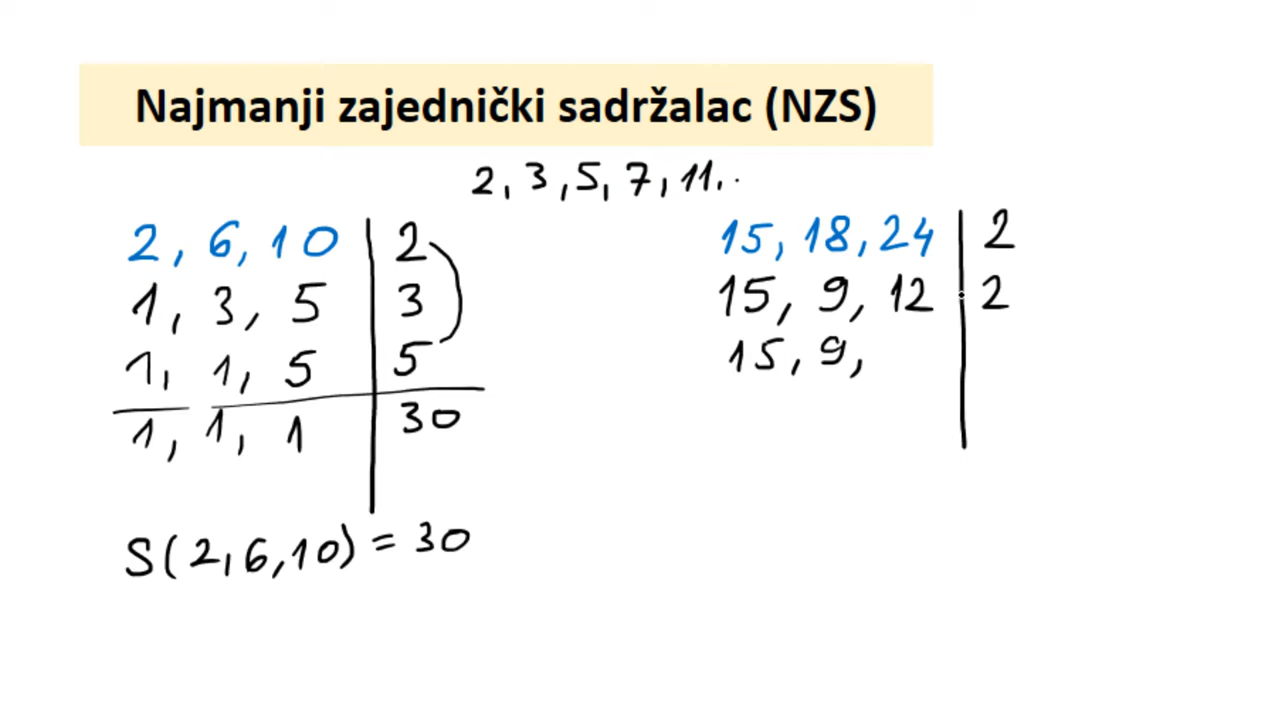 Najmanji zajednički sadržalac (NZS)
2, 3, 5, 7, 11..
2, 6, 10 | 2
1, 3, 5 | 3
1, 1, 5 | 5
1, 1, 1 | 30
S(2,6,10) = 30
15, 18, 24 | 2
15, 9, 12 | 2
15, 9,